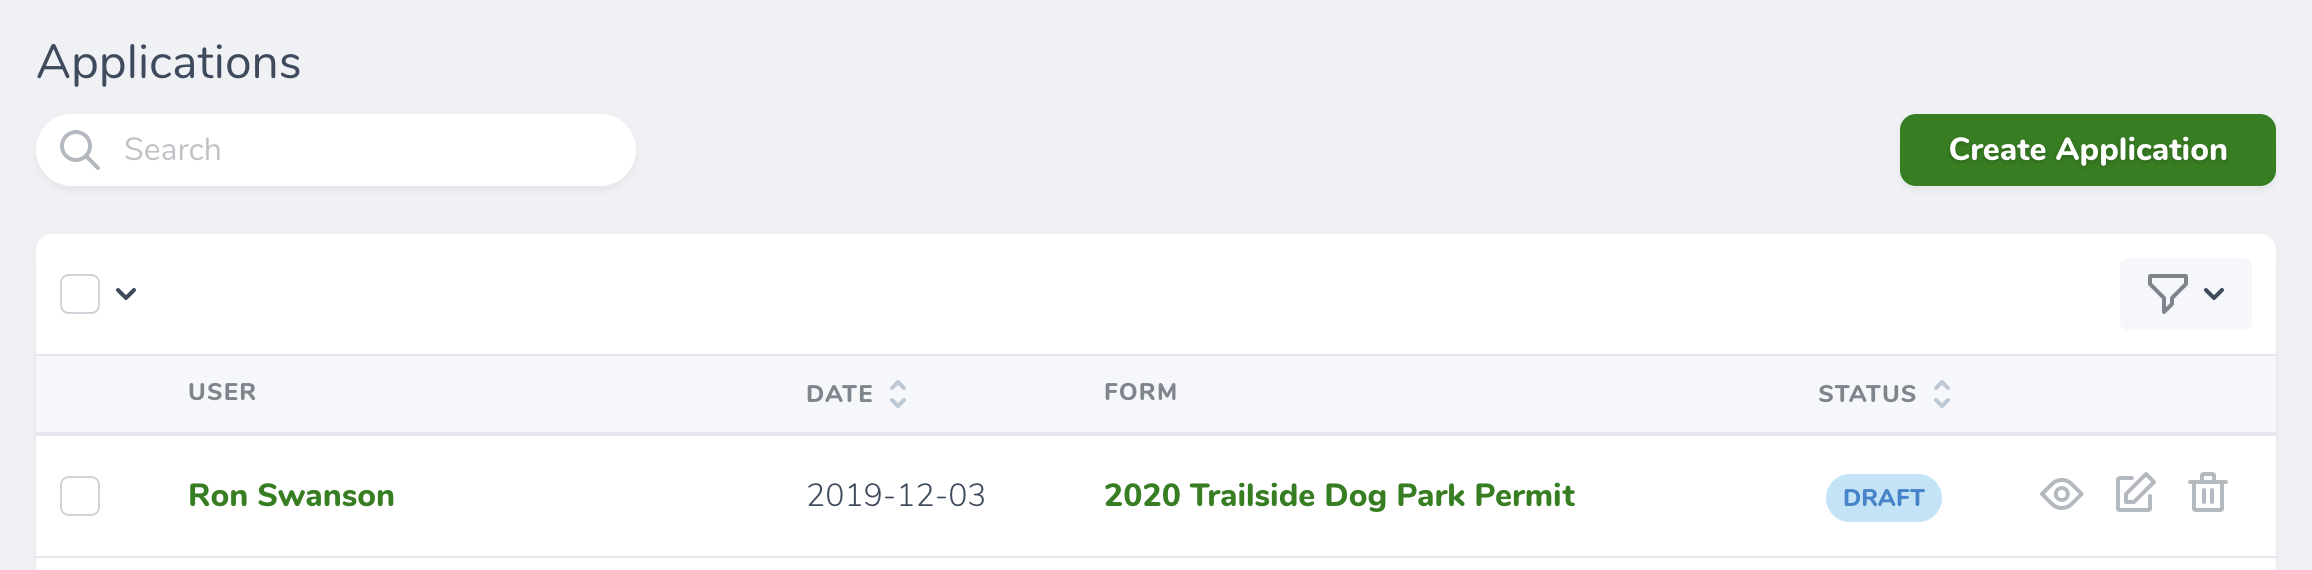 Applications
Search
Create Application
USER DATE FORM STATUS
Ron Swanson 2019-12-03 2020 Trailside Dog Park Permit DRAFT